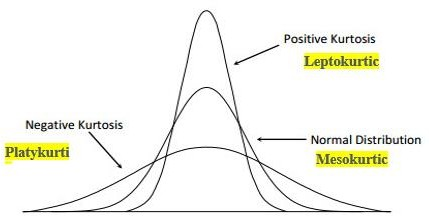 Positive Kurtosis
Leptokurtic
Negative Kurtosis
Platykurti
Normal Distribution
Mesokurtic